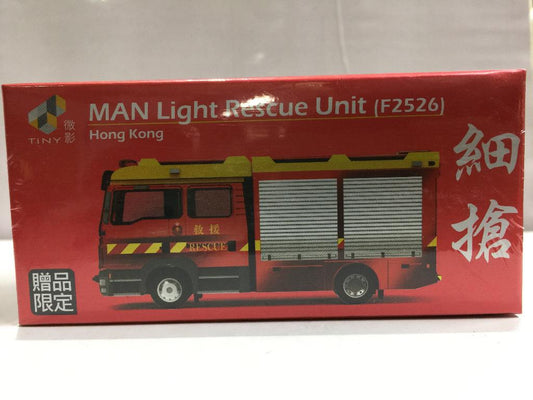 MAN Light Rescue Unit (F2526)
Hong Kong
TINY 微影
細搶
救援
RESCUE
贈品
限定